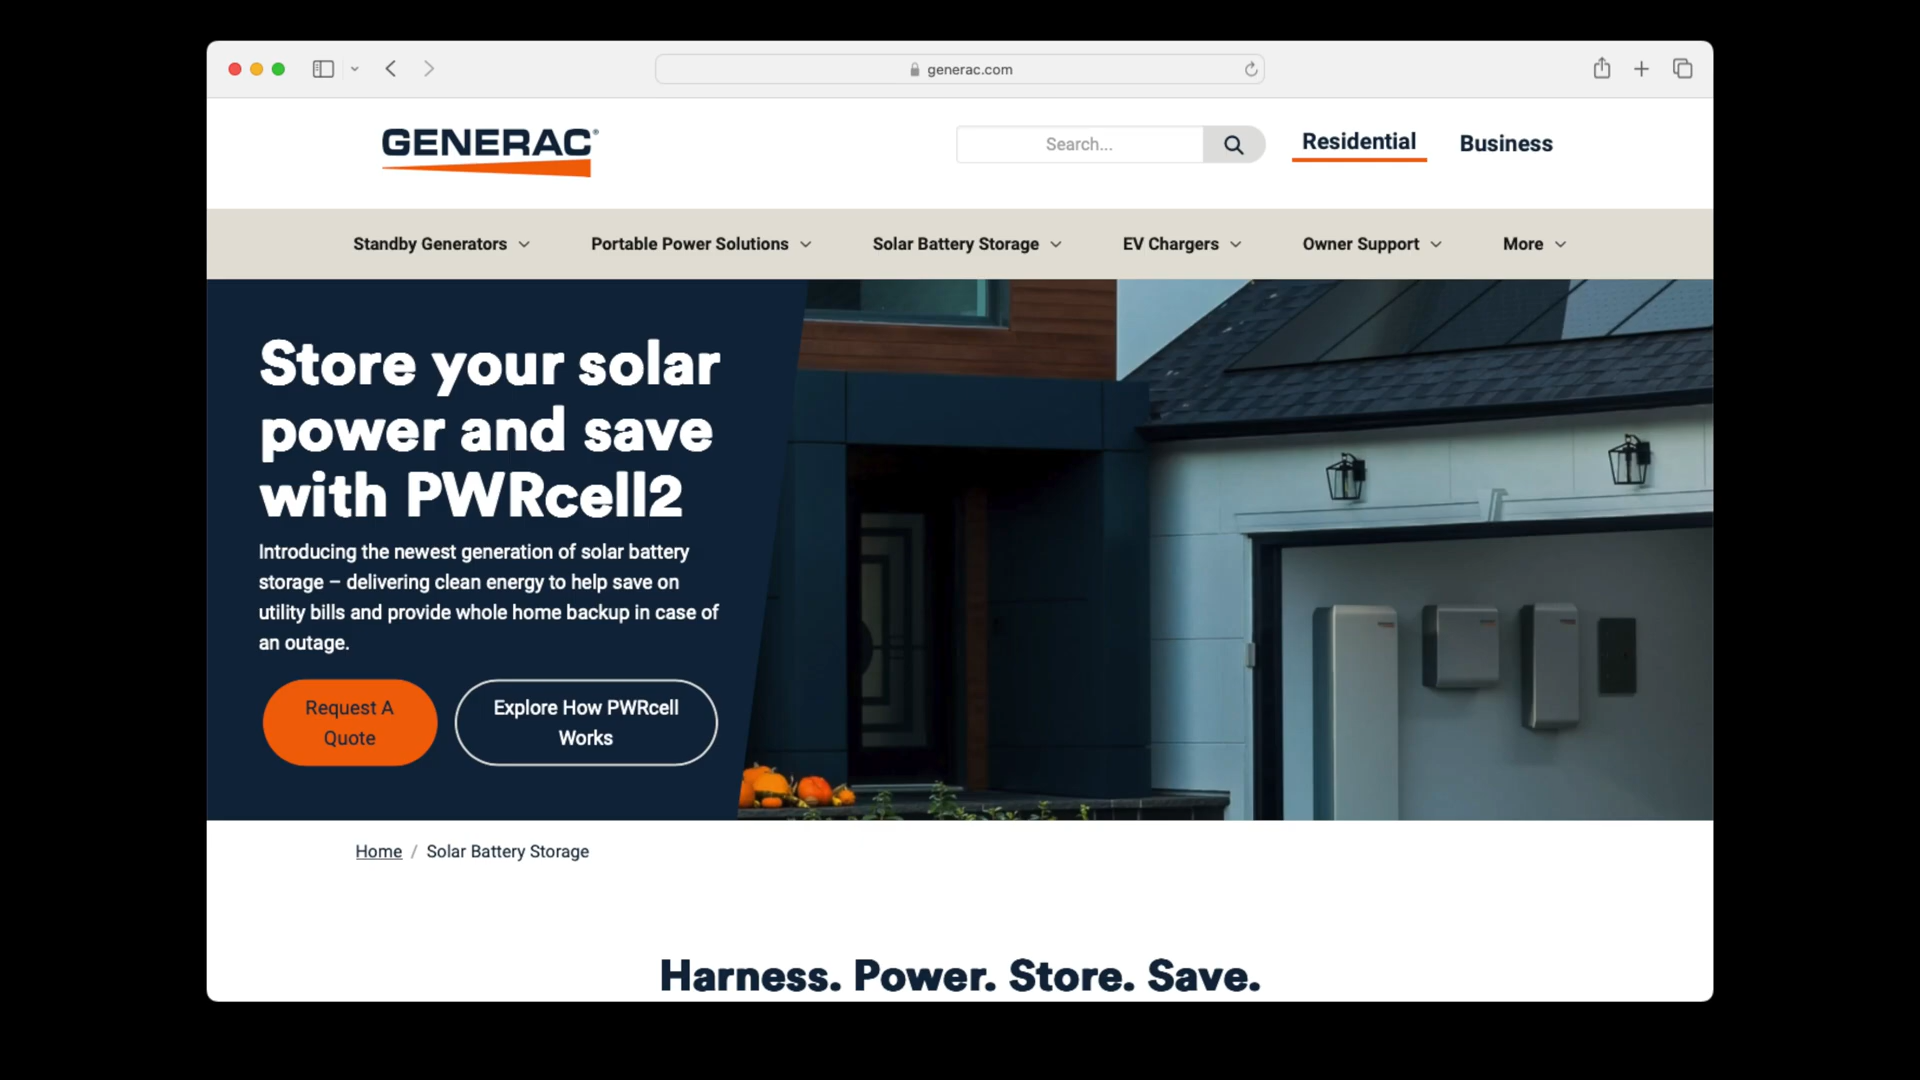 generac.com
GENERAC®
Search...
Residential
Business
Standby Generators
Portable Power Solutions
Solar Battery Storage
EV Chargers
Owner Support
More
Store your solar
power and save
with PWRcell2
Introducing the newest generation of solar battery
storage – delivering clean energy to help save on
utility bills and provide whole home backup in case of
an outage.
Request A
Quote
Explore How PWRcell
Works
Home / Solar Battery Storage
Harness. Power. Store. Save.